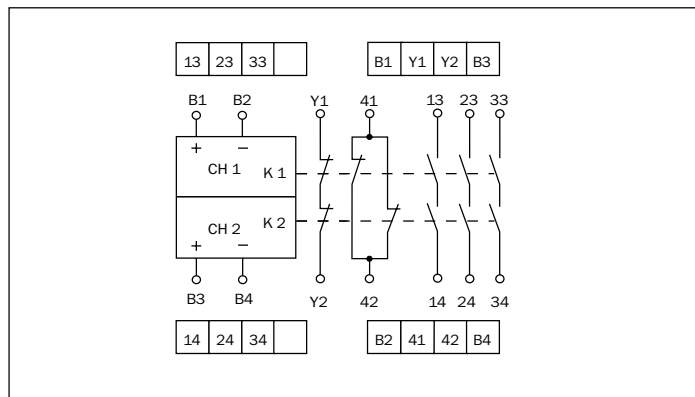 13 23 33 B1 Y1 Y2 B3
B1 B2 Y1 41 13 23 33
+ −
CH 1 K 1
CH 2 K 2
+ −
B3 B4 Y2 42 14 24 34
14 24 34 B2 41 42 B4